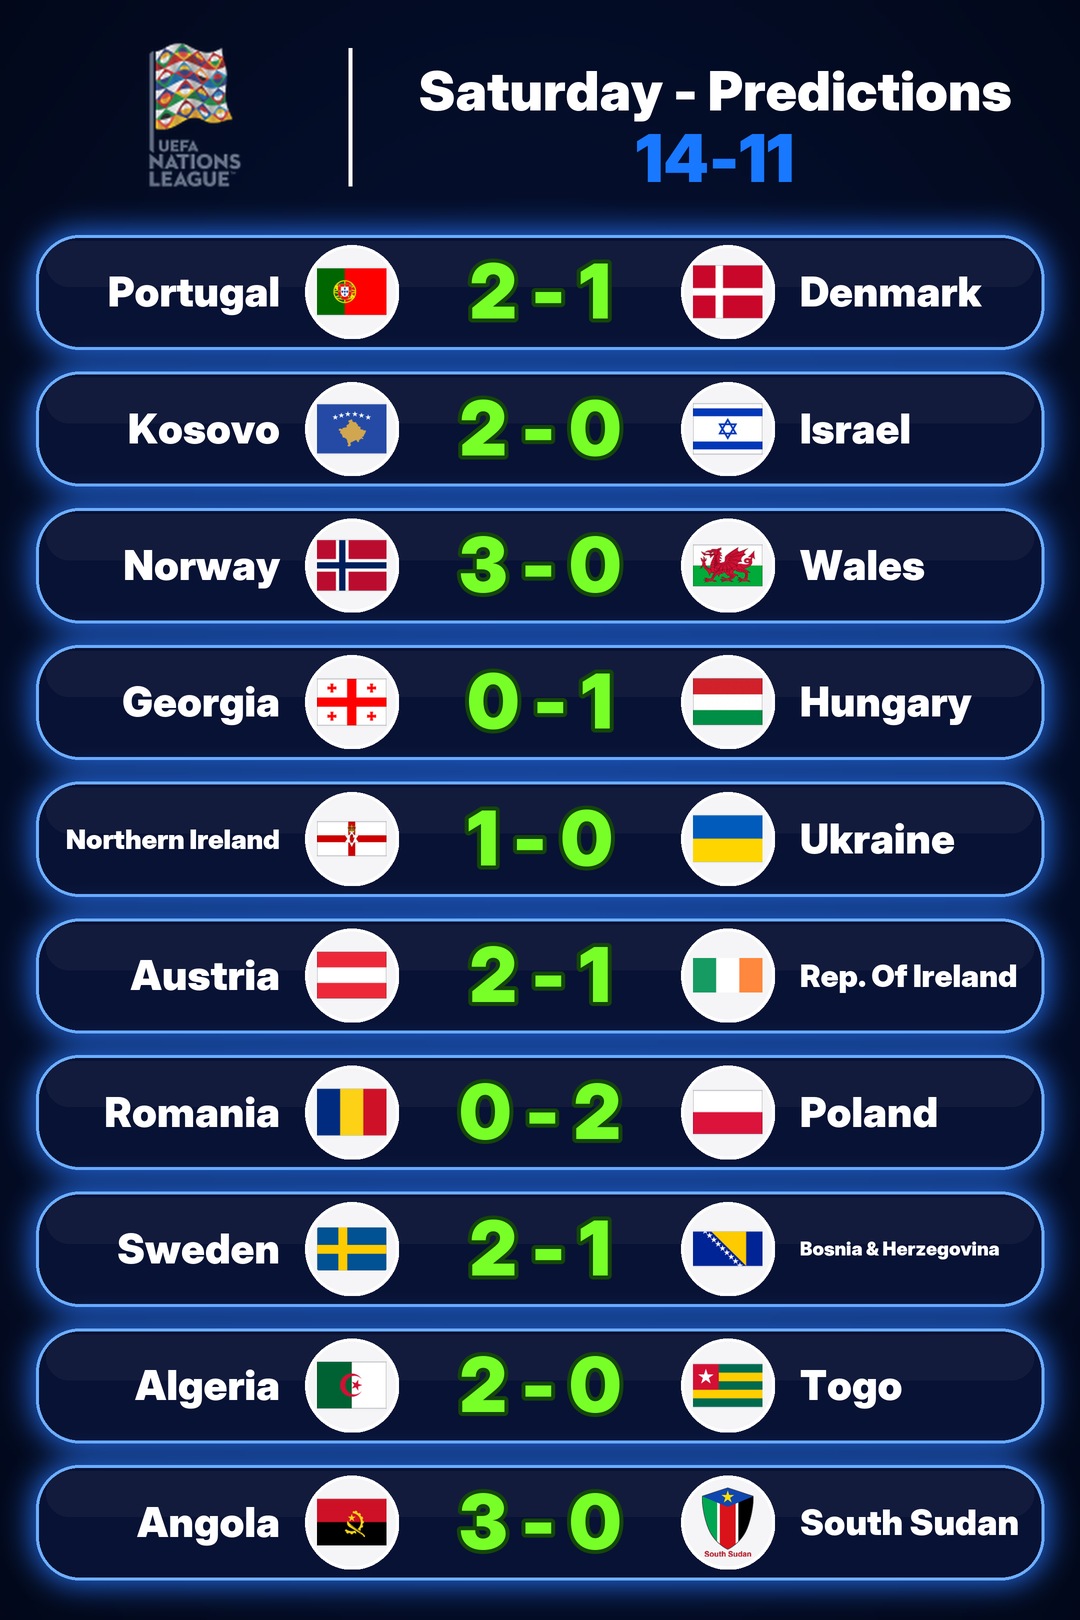 UEFA
NATIONS
LEAGUE™
Saturday - Predictions
14-11
Portugal 2 - 1 Denmark
Kosovo 2 - 0 Israel
Norway 3 - 0 Wales
Georgia 0 - 1 Hungary
Northern Ireland 1 - 0 Ukraine
Austria 2 - 1 Rep. Of Ireland
Romania 0 - 2 Poland
Sweden 2 - 1 Bosnia & Herzegovina
Algeria 2 - 0 Togo
Angola 3 - 0 South Sudan
South Sudan